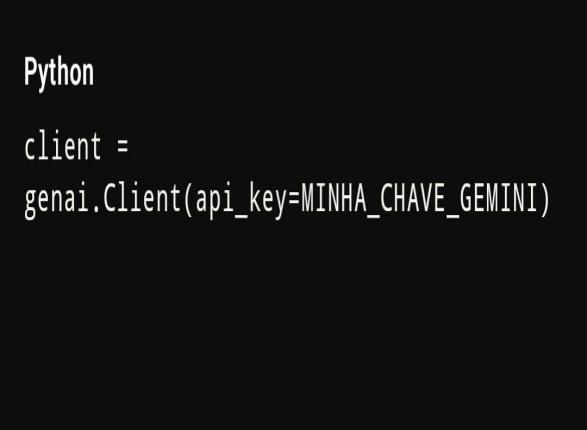 Python
client =
genai.Client(api_key=MINHA_CHAVE_GEMINI)